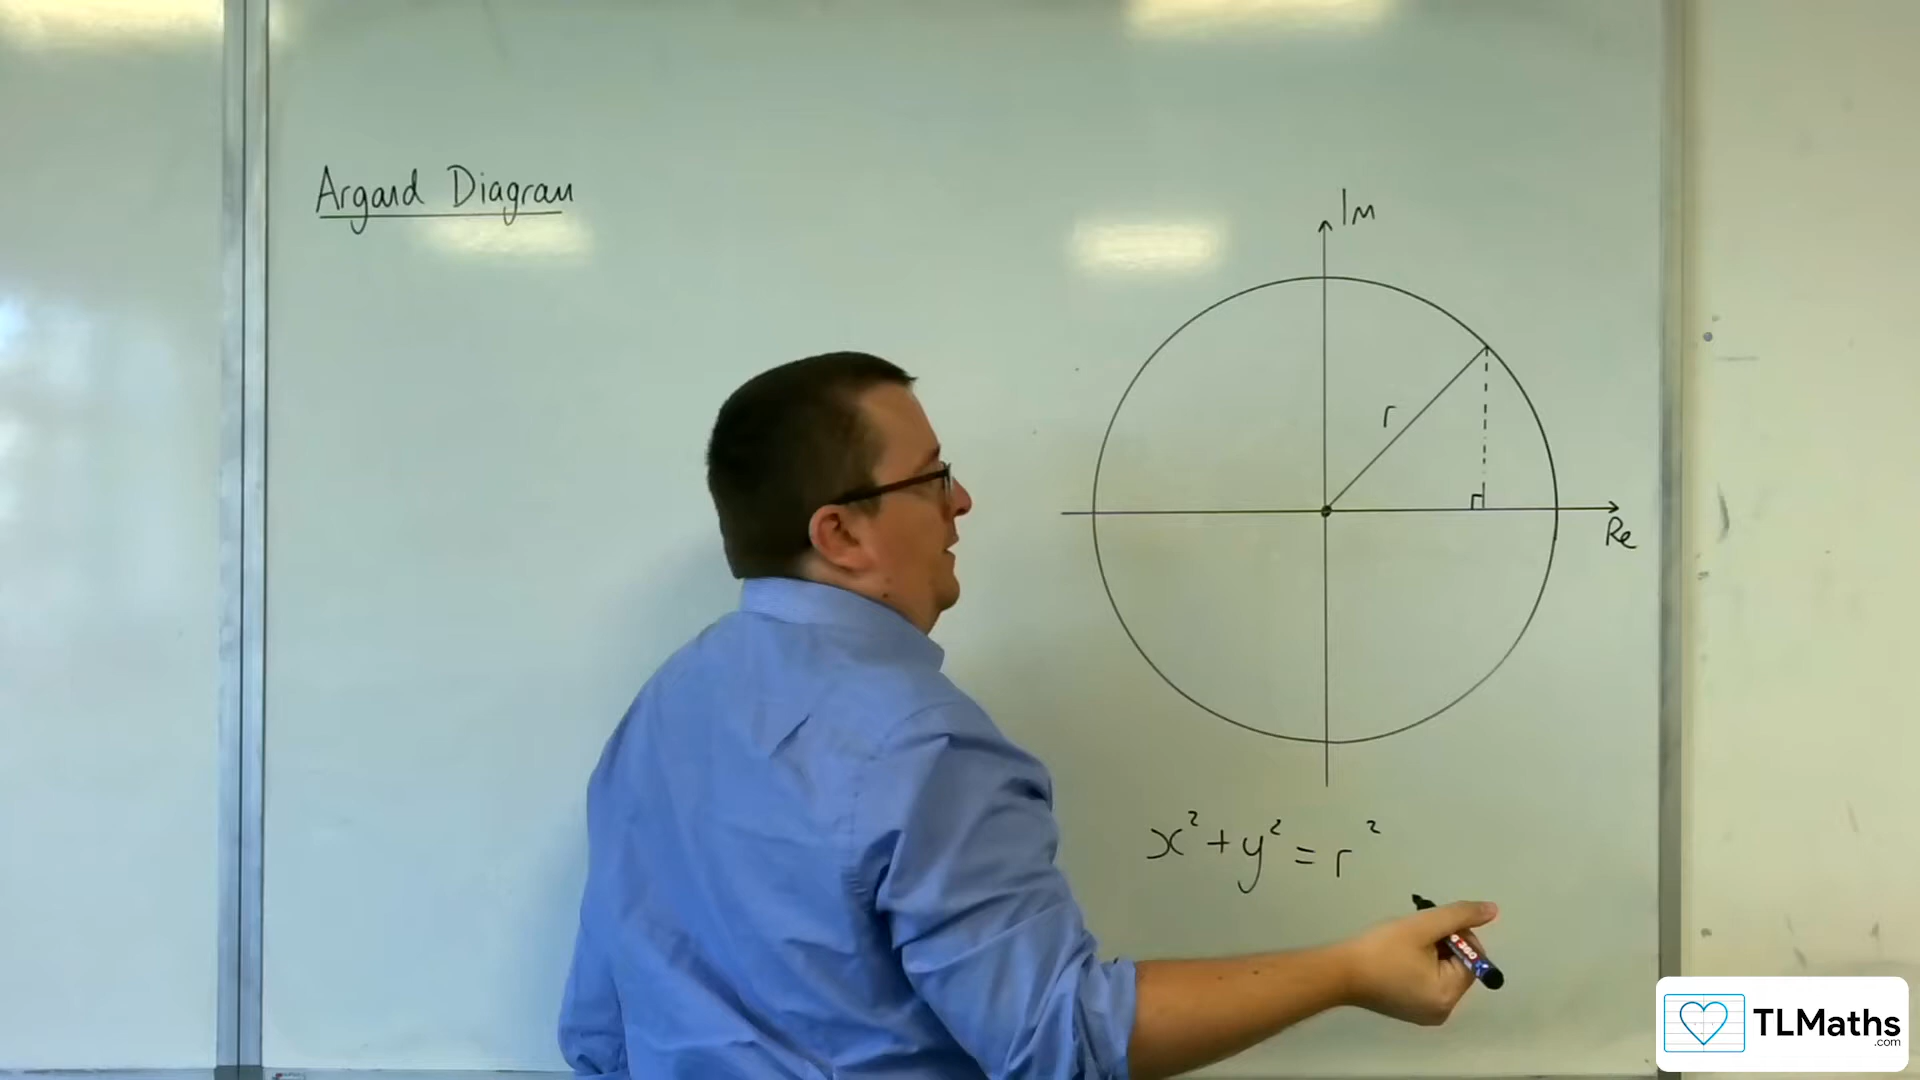 Argand Diagram
Im
r
Re
x² + y² = r²
TLMaths
.com